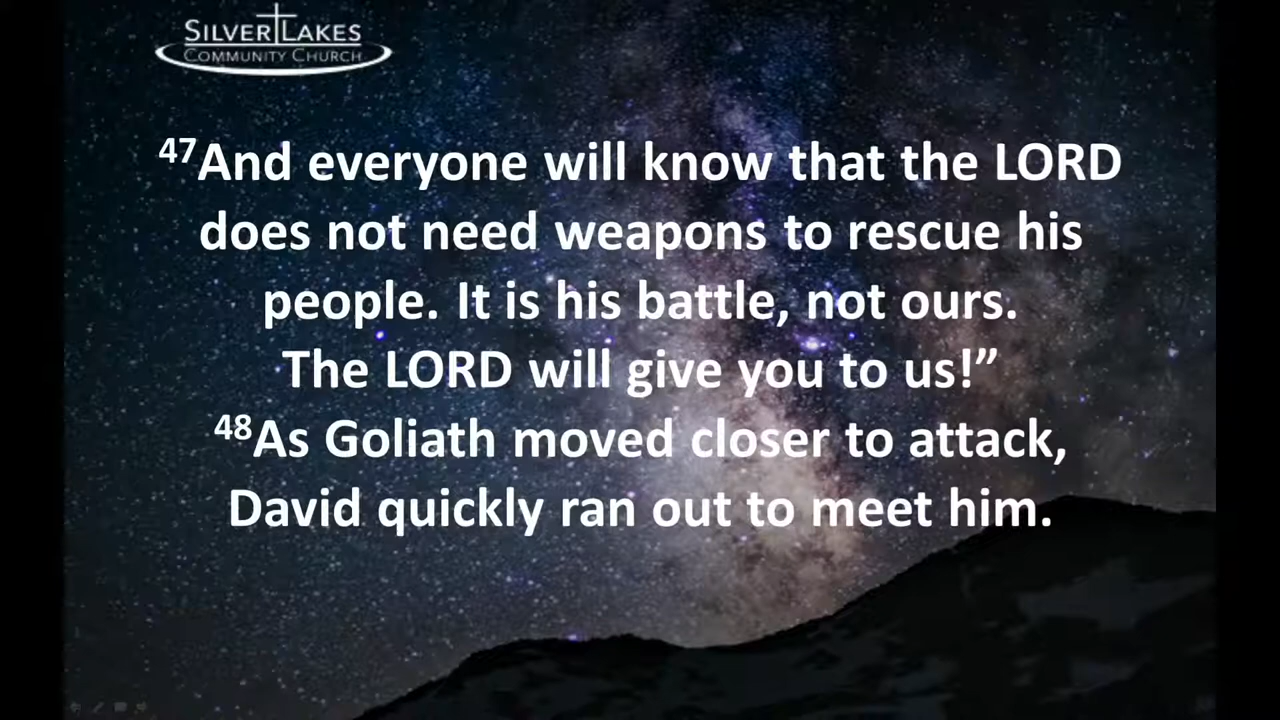 SILVER LAKES
COMMUNITY CHURCH
47And everyone will know that the LORD
does not need weapons to rescue his
people. It is his battle, not ours.
The LORD will give you to us!”
48As Goliath moved closer to attack,
David quickly ran out to meet him.